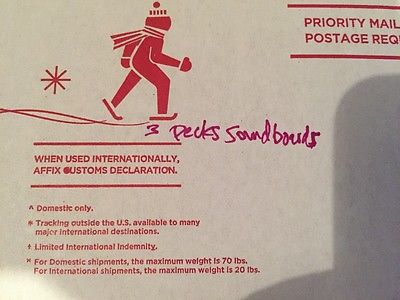 PRIORITY MAIL
POSTAGE REQ
3 Decks Soundboards
WHEN USED INTERNATIONALLY,
AFFIX CUSTOMS DECLARATION.
^ Domestic only.
* Tracking outside the U.S. available to many
major international destinations.
† Limited International Indemnity.
× For Domestic shipments, the maximum weight is 70 lbs.
For International shipments, the maximum weight is 20 lbs.